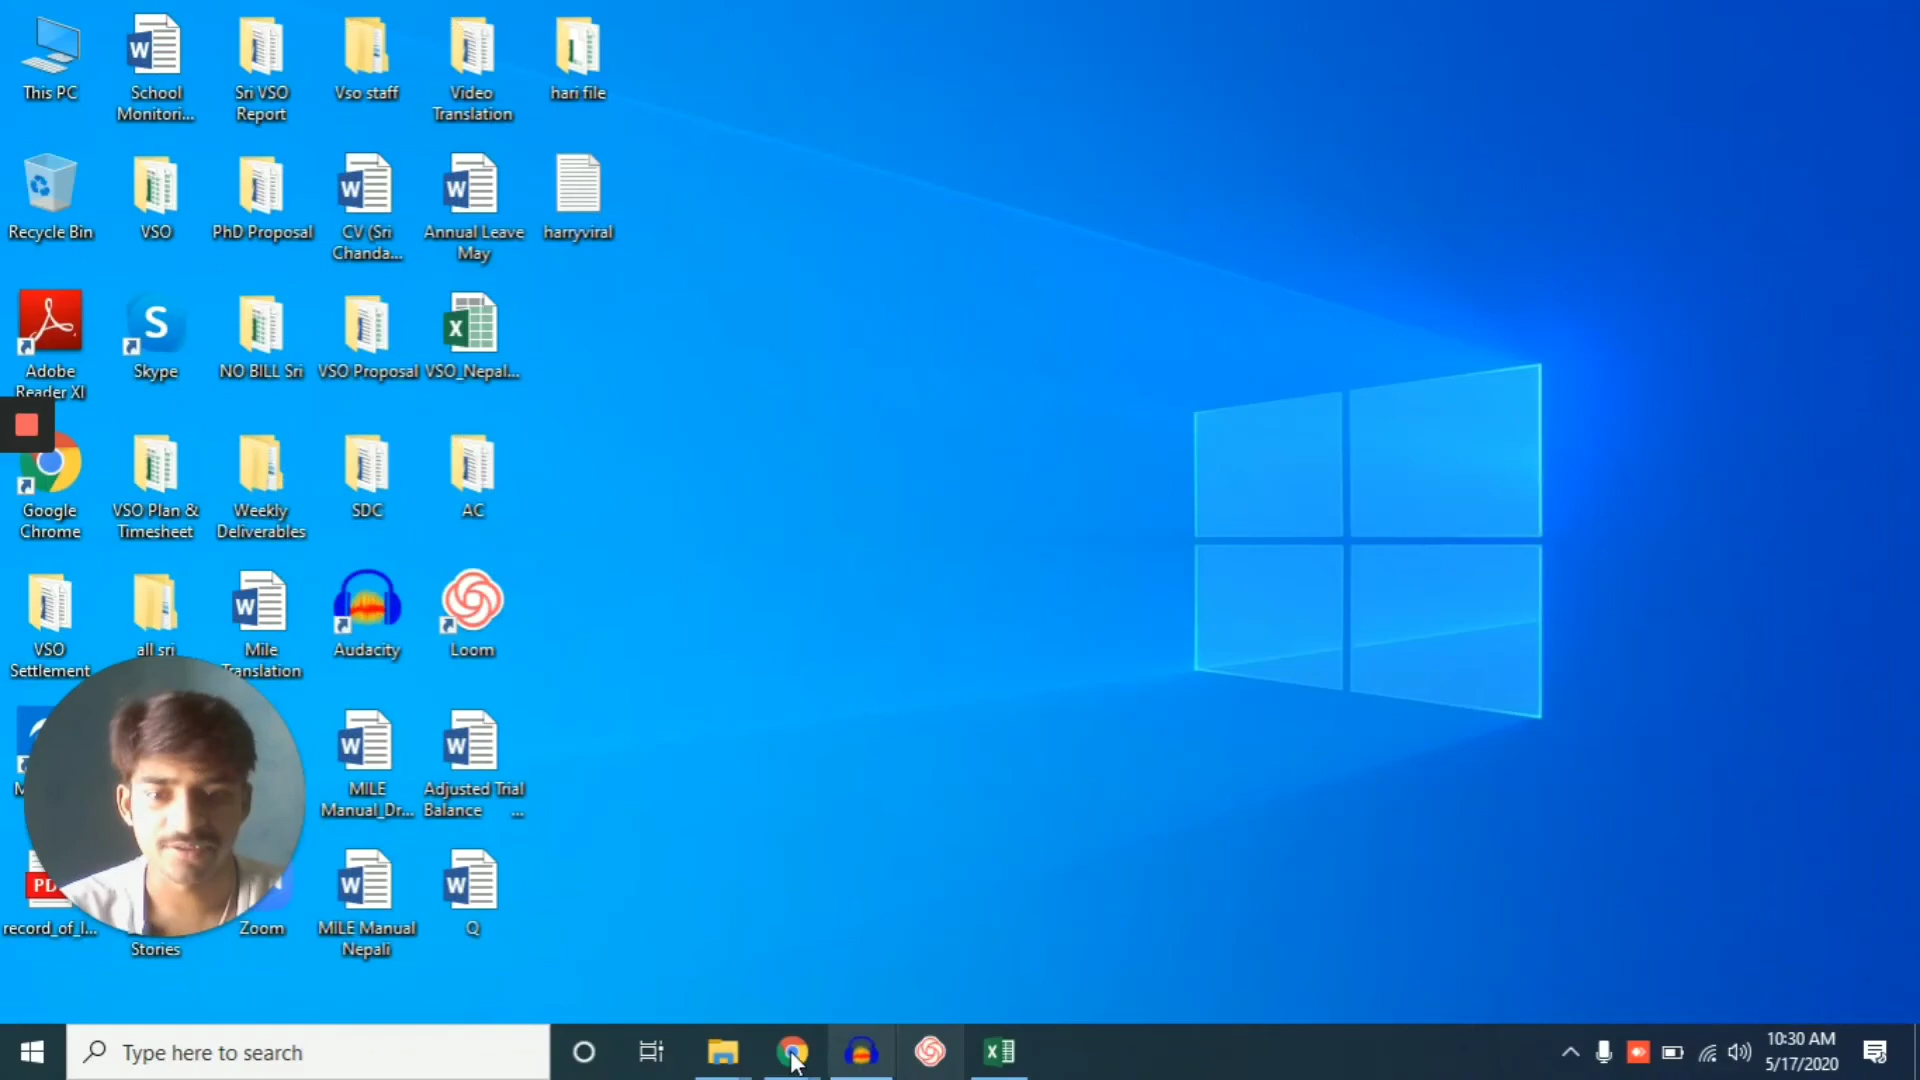 This PC
School
Monitori...
Sri VSO
Report
Vso staff
Video
Translation
hari file
Recycle Bin
VSO
PhD Proposal
CV (Sri
Chanda...
Annual Leave
May
harryviral
Adobe
Reader XI
Skype
NO BILL Sri
VSO Proposal
VSO_Nepal...
Google
Chrome
VSO Plan &
Timesheet
Weekly
Deliverables
SDC
AC
VSO
Settlement
all sri
Mile
Translation
Audacity
Loom
MILE
Manual_Dr...
Adjusted Trial
Balance ...
record_of_l...
Stories
Zoom
MILE Manual
Nepali
Q
Type here to search
10:30 AM
5/17/2020